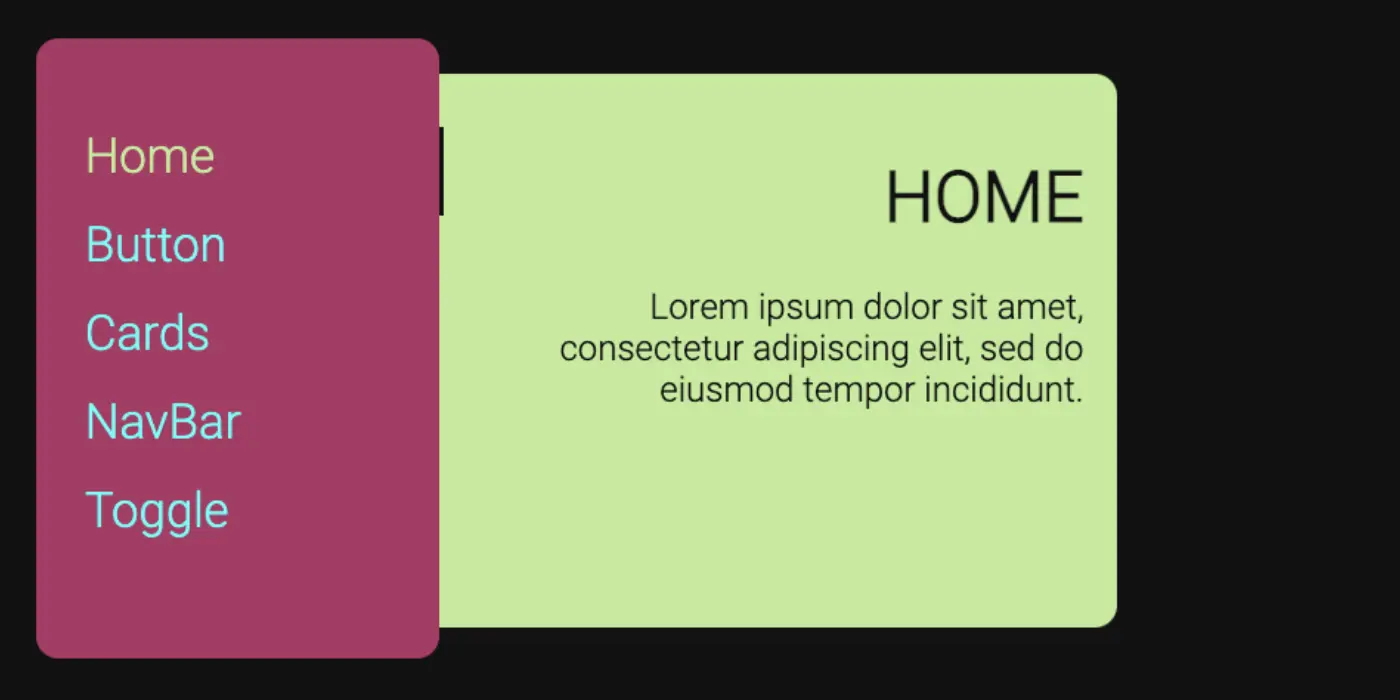 Home
Button
Cards
NavBar
Toggle
HOME
Lorem ipsum dolor sit amet,
consectetur adipiscing elit, sed do
eiusmod tempor incididunt.